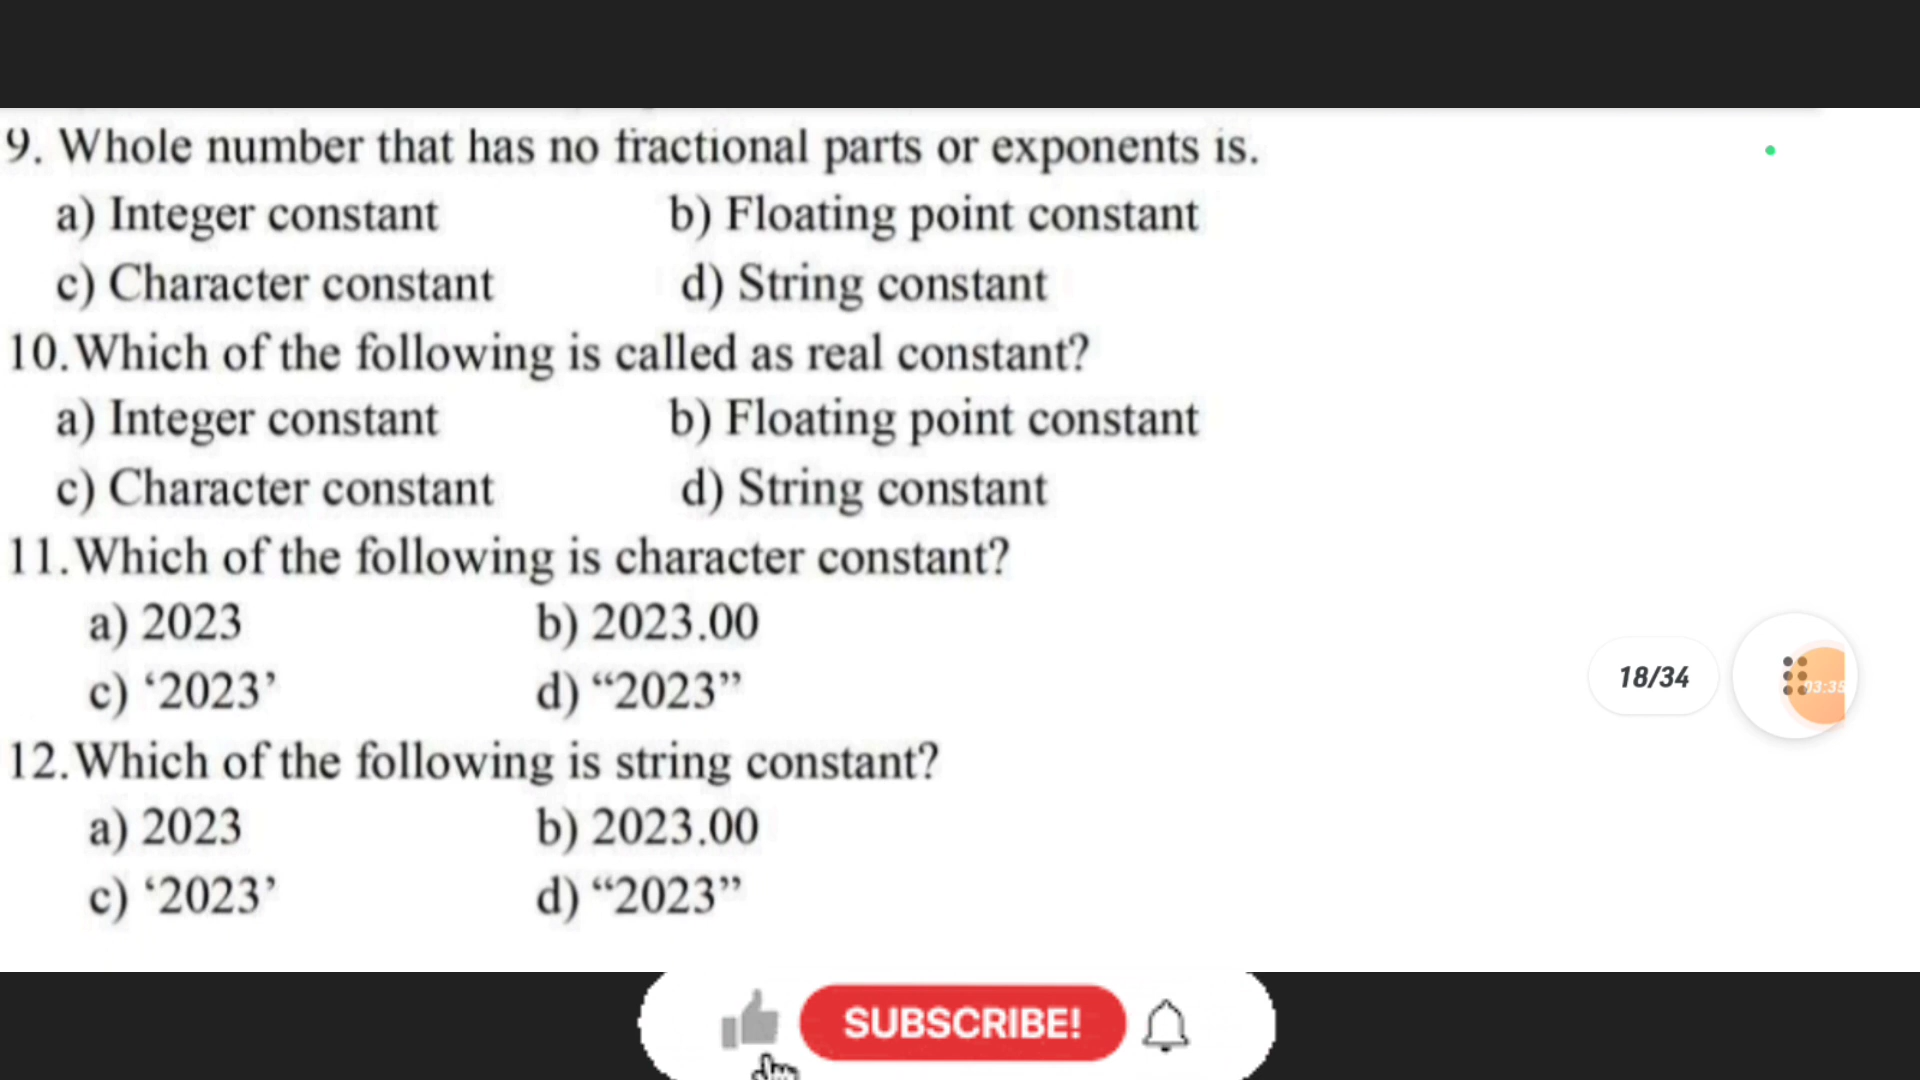 9. Whole number that has no fractional parts or exponents is.
a) Integer constant b) Floating point constant
c) Character constant d) String constant
10. Which of the following is called as real constant?
a) Integer constant b) Floating point constant
c) Character constant d) String constant
11. Which of the following is character constant?
a) 2023 b) 2023.00
c) ‘2023’ d) “2023”
18/34
03:35
12. Which of the following is string constant?
a) 2023 b) 2023.00
c) ‘2023’ d) “2023”
SUBSCRIBE!